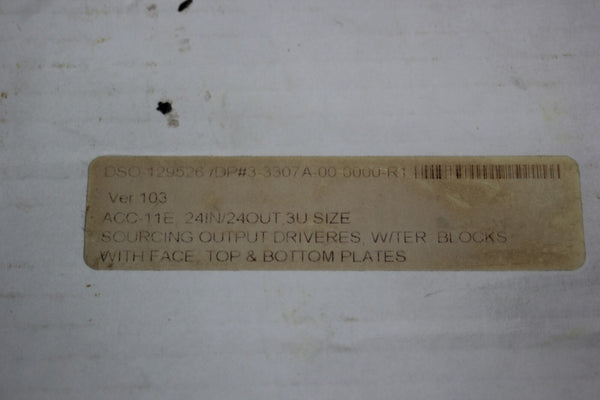 DSO-129526 /DP#3-3307A-00-0000-R1
Ver 103
ACC-11E, 24IN/24OUT 3U SIZE
SOURCING OUTPUT DRIVERES, W/TER. BLOCKS
WITH FACE, TOP & BOTTOM PLATES